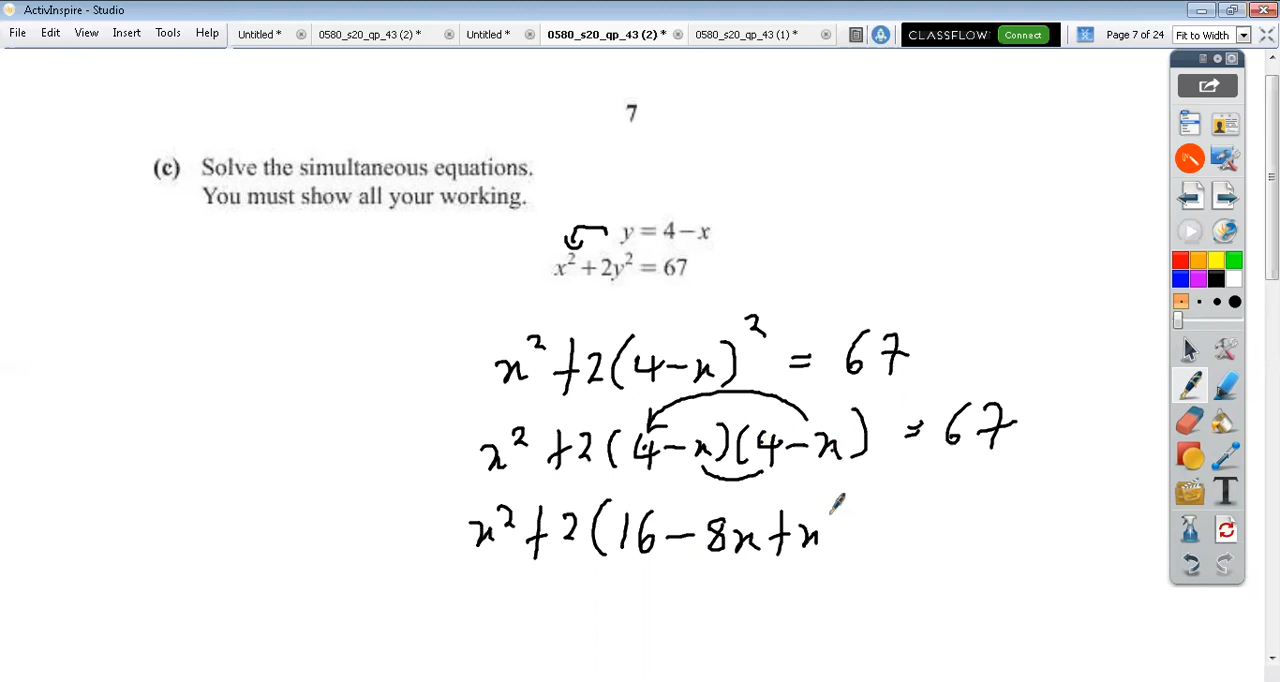 ActivInspire - Studio
File Edit View Insert Tools Help Untitled * 0580_s20_qp_43 (2) * Untitled * 0580_s20_qp_43 (2) * 0580_s20_qp_43 (1) * CLASSFLOW Connect Page 7 of 24 Fit to Width
7
(c) Solve the simultaneous equations.
You must show all your working.
y = 4 − x
x² + 2y² = 67
x² + 2(4 − x)² = 67
x² + 2(4 − x)(4 − x) = 67
x² + 2(16 − 8x + x